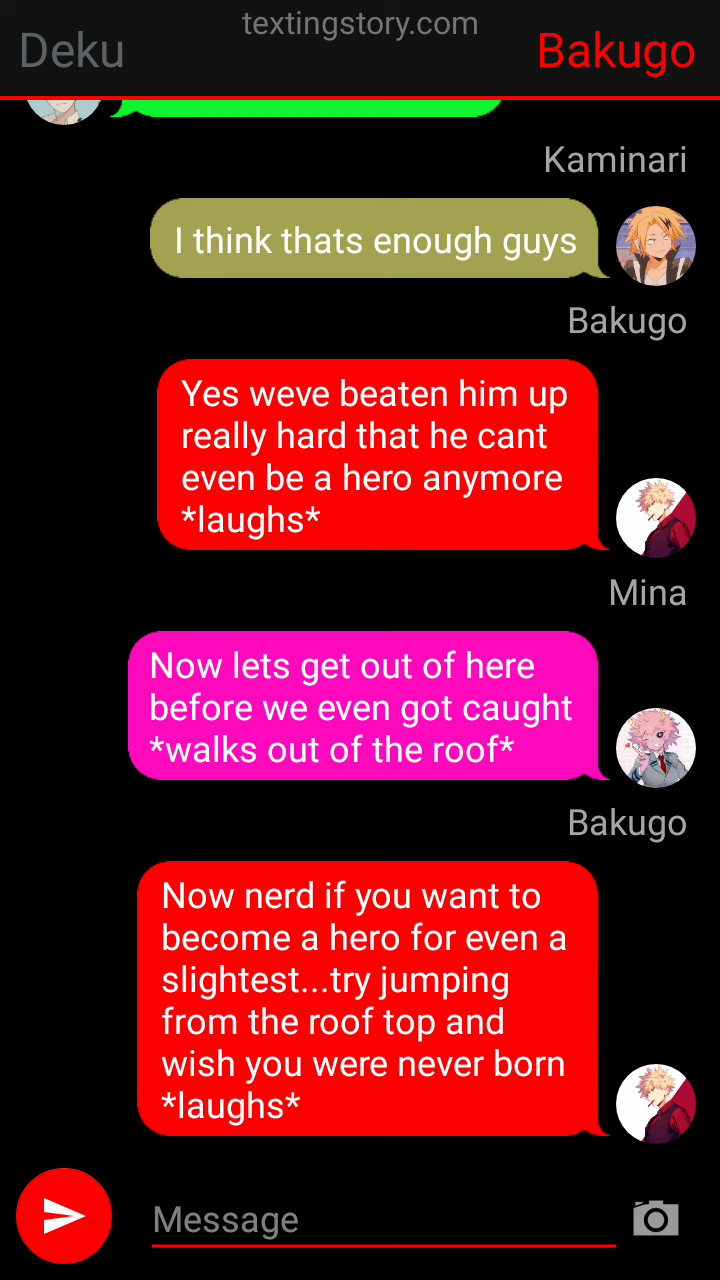 textingstory.com
Deku
Bakugo
Kaminari
I think thats enough guys
Bakugo
Yes weve beaten him up
really hard that he cant
even be a hero anymore
*laughs*
Mina
Now lets get out of here
before we even got caught
*walks out of the roof*
Bakugo
Now nerd if you want to
become a hero for even a
slightest...try jumping
from the roof top and
wish you were never born
*laughs*
Message